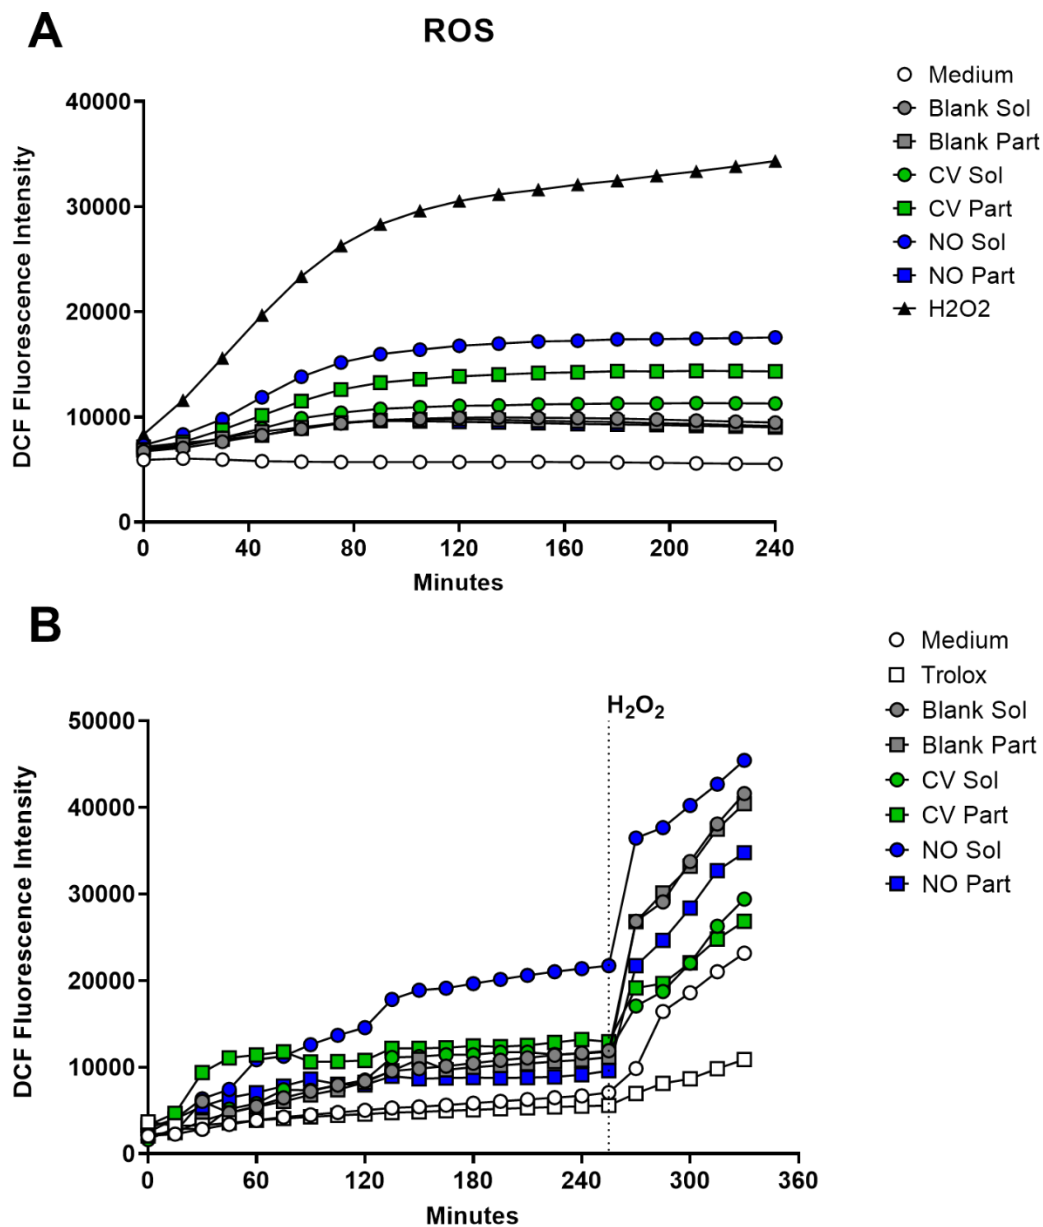 A
ROS
DCF Fluorescence Intensity
40000
30000
20000
10000
0
0 40 80 120 160 200 240
Minutes
Medium
Blank Sol
Blank Part
CV Sol
CV Part
NO Sol
NO Part
H2O2
B
DCF Fluorescence Intensity
H₂O₂
50000
40000
30000
20000
10000
0
0 60 120 180 240 300 360
Minutes
Medium
Trolox
Blank Sol
Blank Part
CV Sol
CV Part
NO Sol
NO Part